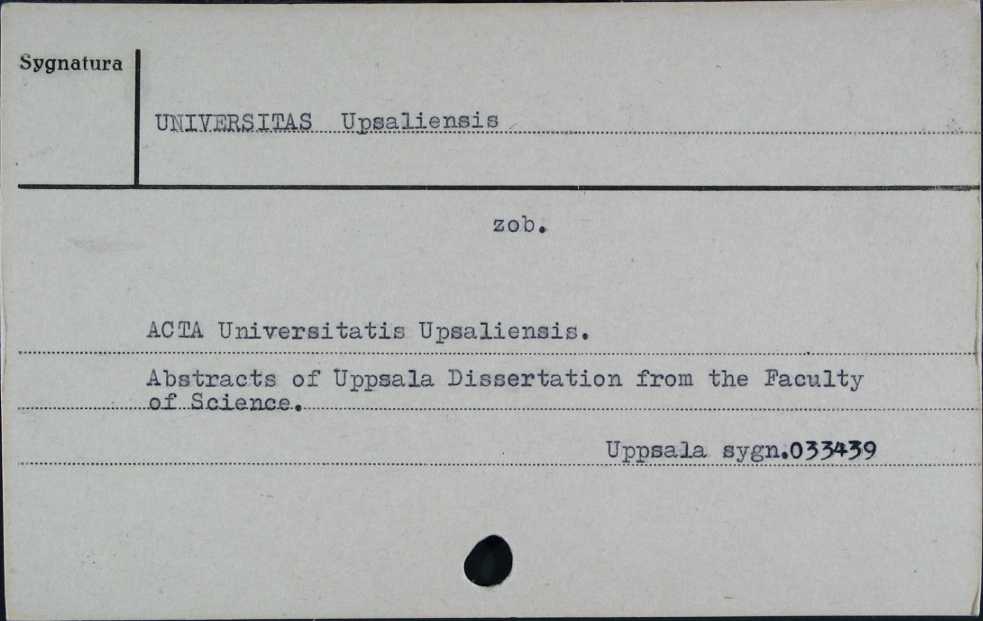 Sygnatura
UNIVERSITAS Upsaliensis
zob.
ACTA Universitatis Upsaliensis.
Abstracts of Uppsala Dissertation from the Faculty
of Science.
Uppsala sygn.033439